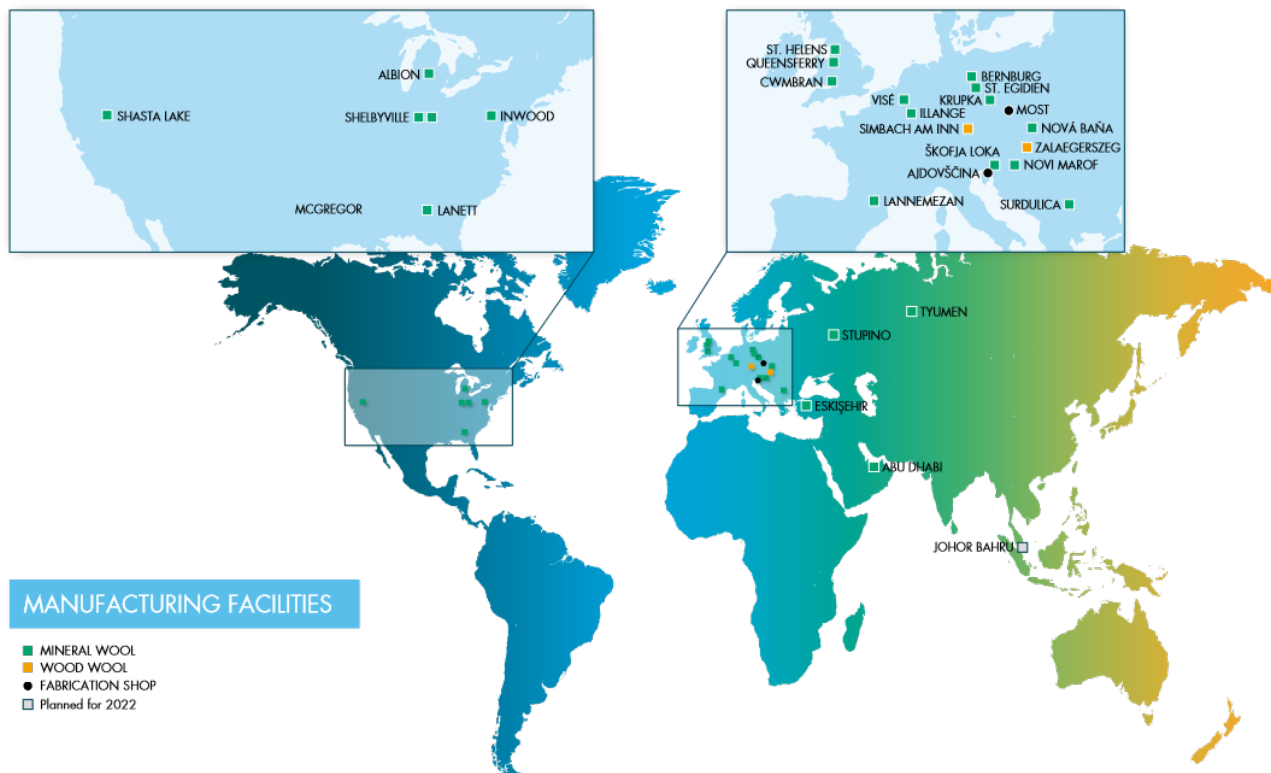 ALBION
SHASTA LAKE
SHELBYVILLE
INWOOD
MCGREGOR
LANETT
ST. HELENS
QUEENSFERRY
CWMBRAN
BERNBURG
ST. EGIDIEN
VISÉ
KRUPKA
ILLANGE
MOST
SIMBACH AM INN
NOVÁ BAŇA
ZALAEGERSZEG
ŠKOFJA LOKA
NOVI MAROF
AJDOVŠČINA
LANNEMEZAN
SURDULICA
TYUMEN
STUPINO
ESKIŞEHIR
ABU DHABI
JOHOR BAHRU
MANUFACTURING FACILITIES
MINERAL WOOL
WOOD WOOL
FABRICATION SHOP
Planned for 2022